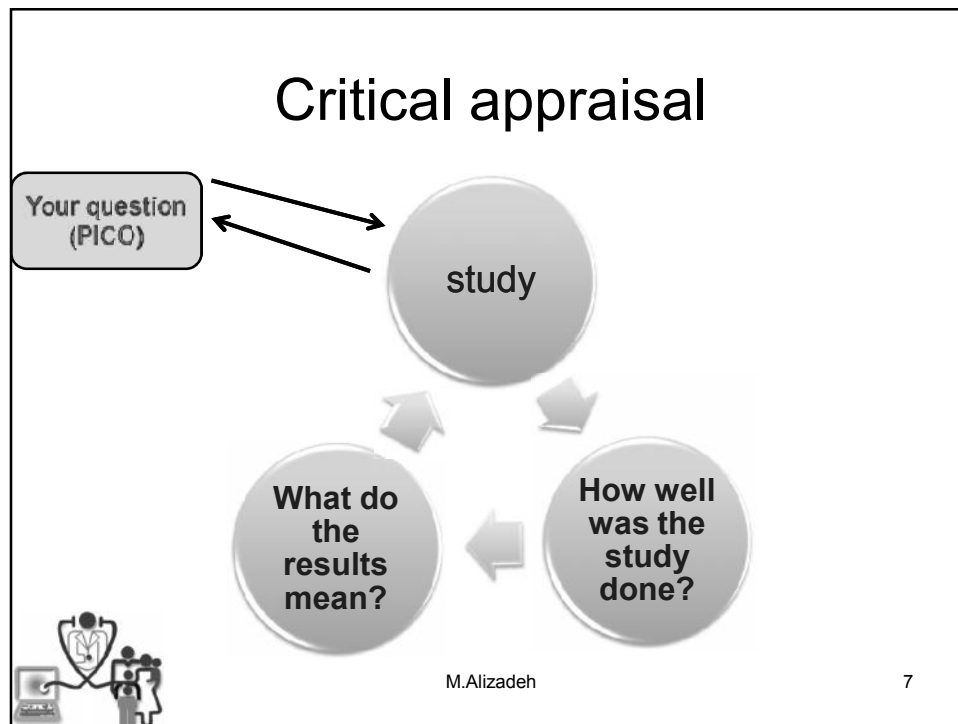 Critical appraisal
Your question
(PICO)
study
What do
the
results
mean?
How well
was the
study
done?
M.Alizadeh
7